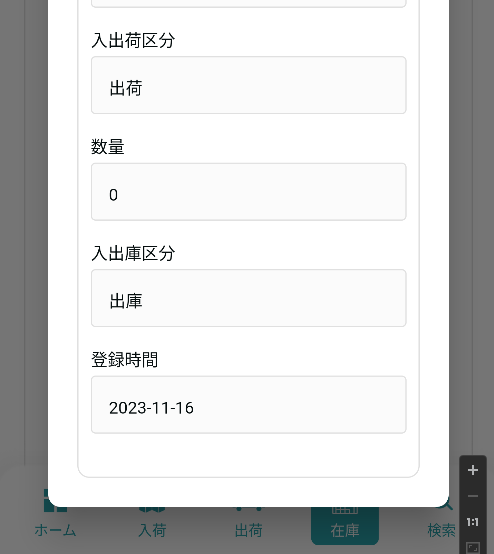 入出荷区分
出荷
数量
0
入出庫区分
出庫
登録時間
2023-11-16
ホーム
入荷
出荷
在庫
検索
1:1